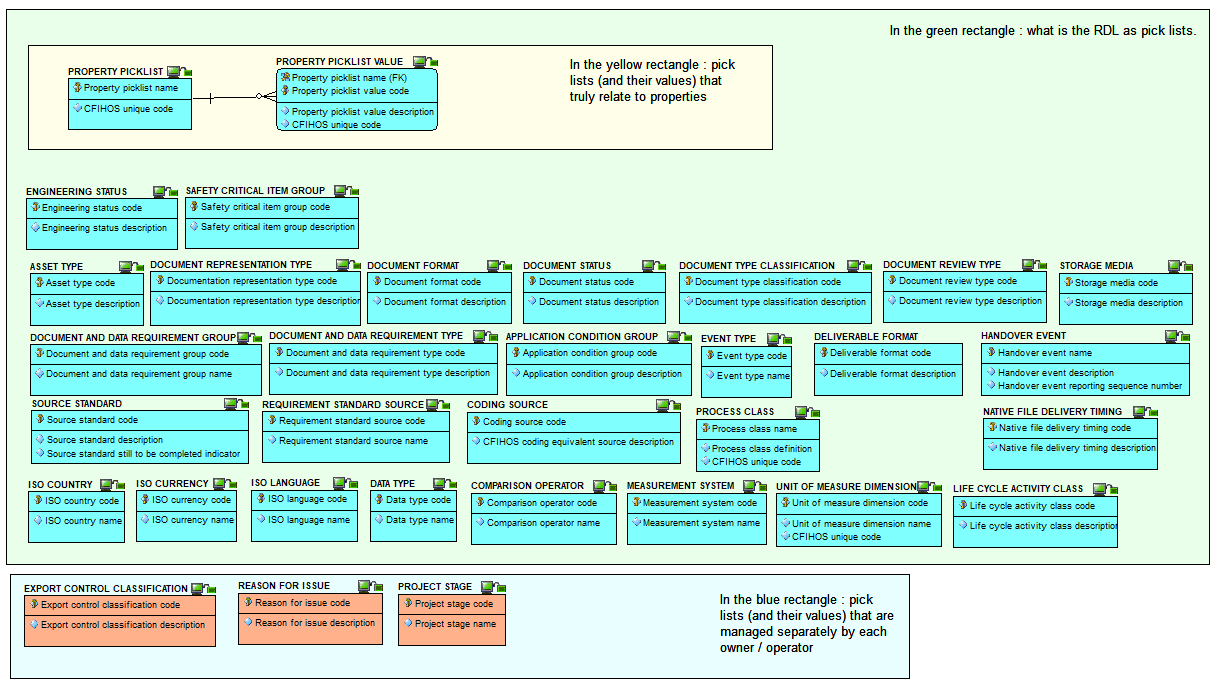 In the green rectangle : what is the RDL as pick lists.
PROPERTY PICKLIST
Property picklist name
CFIHOS unique code
PROPERTY PICKLIST VALUE
Property picklist name (FK)
Property picklist value code
Property picklist value description
CFIHOS unique code
In the yellow rectangle : pick
lists (and their values) that
truly relate to properties
ENGINEERING STATUS
Engineering status code
Engineering status description
SAFETY CRITICAL ITEM GROUP
Safety critical item group code
Safety critical item group description
ASSET TYPE
Asset type code
Asset type description
DOCUMENT REPRESENTATION TYPE
Documentation representation type code
Documentation representation type description
DOCUMENT FORMAT
Document format code
Document format description
DOCUMENT STATUS
Document status code
Document status description
DOCUMENT TYPE CLASSIFICATION
Document type classification code
Document type classification description
DOCUMENT REVIEW TYPE
Document review type code
Document review type description
STORAGE MEDIA
Storage media code
Storage media description
DOCUMENT AND DATA REQUIREMENT GROUP
Document and data requirement group code
Document and data requirement group name
DOCUMENT AND DATA REQUIREMENT TYPE
Document and data requirement type code
Document and data requirement type description
APPLICATION CONDITION GROUP
Application condition group code
Application condition group description
EVENT TYPE
Event type code
Event type name
DELIVERABLE FORMAT
Deliverable format code
Deliverable format description
HANDOVER EVENT
Handover event name
Handover event description
Handover event reporting sequence number
SOURCE STANDARD
Source standard code
Source standard description
Source standard still to be completed indicator
REQUIREMENT STANDARD SOURCE
Requirement standard source code
Requirement standard source name
CODING SOURCE
Coding source code
CFIHOS coding equivalent source description
PROCESS CLASS
Process class name
Process class definition
CFIHOS unique code
NATIVE FILE DELIVERY TIMING
Native file delivery timing code
Native file delivery timing description
ISO COUNTRY
ISO country code
ISO country name
ISO CURRENCY
ISO currency code
ISO currency name
ISO LANGUAGE
ISO language code
ISO language name
DATA TYPE
Data type code
Data type name
COMPARISON OPERATOR
Comparison operator code
Comparison operator name
MEASUREMENT SYSTEM
Measurement system code
Measurement system name
UNIT OF MEASURE DIMENSION
Unit of measure dimension code
Unit of measure dimension name
CFIHOS unique code
LIFE CYCLE ACTIVITY CLASS
Life cycle activity class code
Life cycle activity class description
EXPORT CONTROL CLASSIFICATION
Export control classification code
Export control classification description
REASON FOR ISSUE
Reason for issue code
Reason for issue description
PROJECT STAGE
Project stage code
Project stage name
In the blue rectangle : pick
lists (and their values) that are
managed separately by each
owner / operator